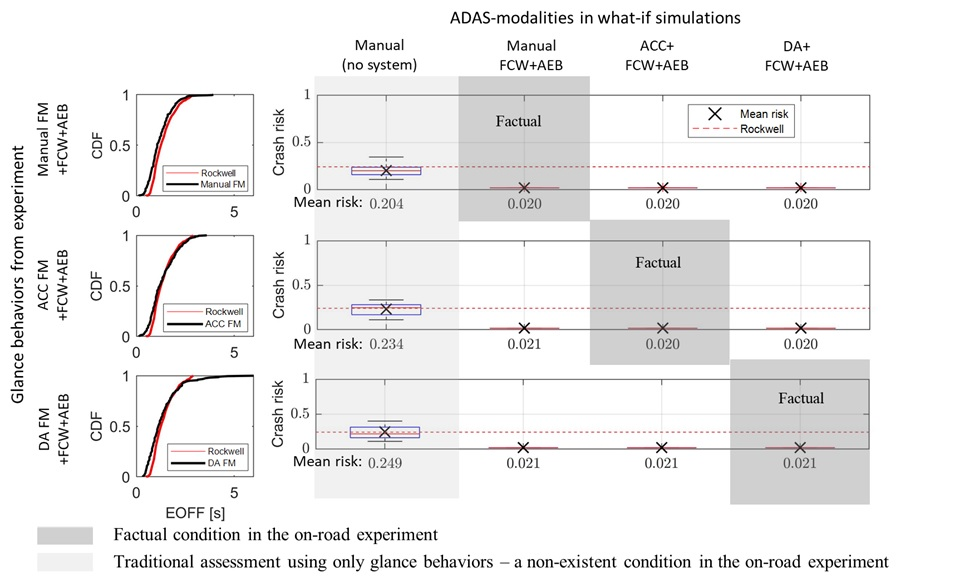 ADAS-modalities in what-if simulations
Manual
(no system)
Manual
FCW+AEB
ACC+
FCW+AEB
DA+
FCW+AEB
Glance behaviors from experiment
Manual FM
+FCW+AEB
CDF
1
0.5
0
0
5
Rockwell
Manual FM
Crash risk
1
0.5
0
Factual
Mean risk
Rockwell
Mean risk:
0.204
0.020
0.020
0.020
ACC FM
+FCW+AEB
CDF
1
0.5
0
0
5
Rockwell
ACC FM
Crash risk
1
0.5
0
Factual
Mean risk:
0.234
0.021
0.020
0.020
DA FM
+FCW+AEB
CDF
1
0.5
0
0
5
Rockwell
DA FM
EOFF [s]
Crash risk
1
0.5
0
Factual
Mean risk:
0.249
0.021
0.021
0.021
Factual condition in the on-road experiment
Traditional assessment using only glance behaviors – a non-existent condition in the on-road experiment